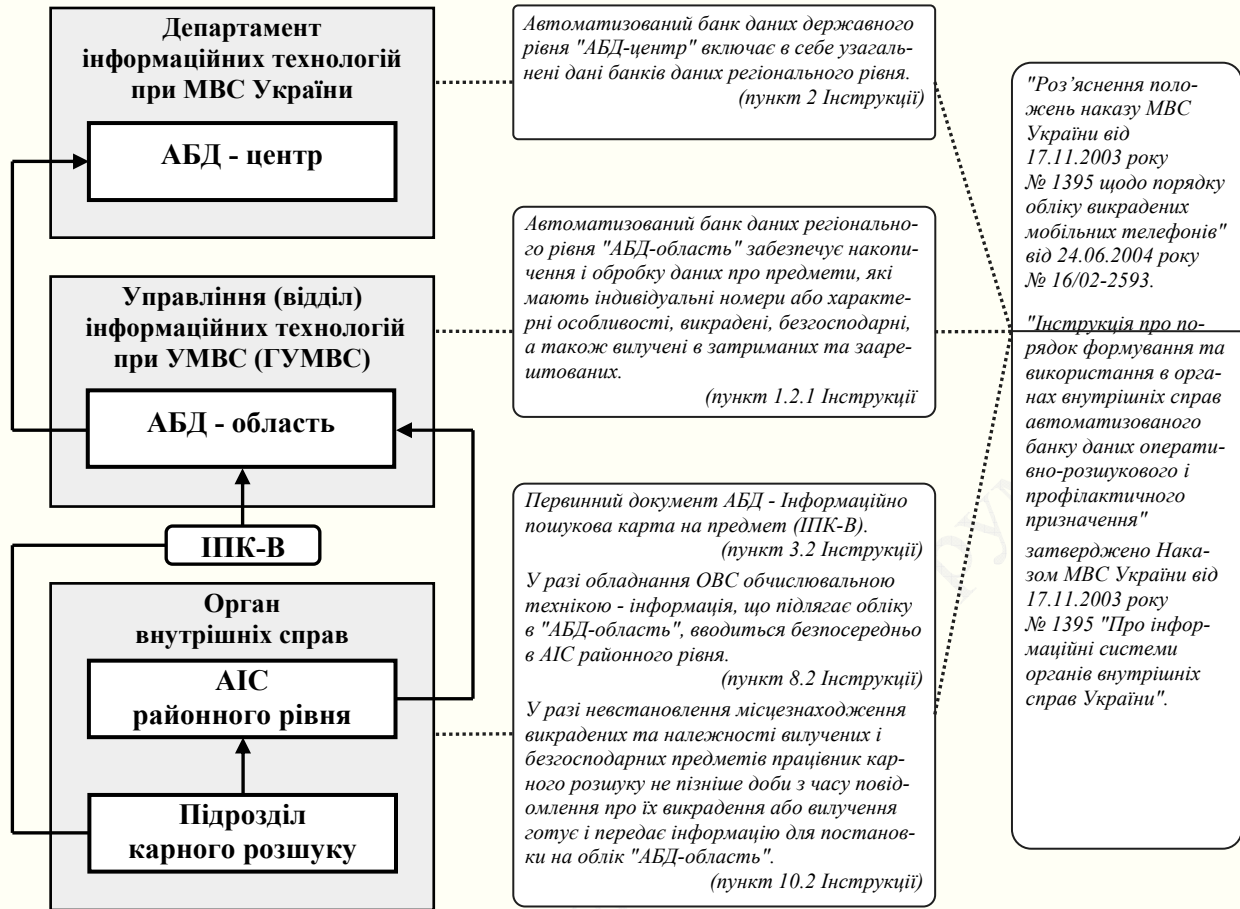 Департамент
інформаційних технологій
при МВС України
АБД - центр
Управління (відділ)
інформаційних технологій
при УМВС (ГУМВС)
АБД - область
ІПК-В
Орган
внутрішніх справ
АІС
районного рівня
Підрозділ
карного розшуку
Автоматизований банк даних державного
рівня "АБД-центр" включає в себе узагаль-
нені дані банків даних регіонального рівня.
(пункт 2 Інструкції)
Автоматизований банк даних регіонально-
го рівня "АБД-область" забезпечує накопи-
чення і обробку даних про предмети, які
мають індивідуальні номери або характе-
рні особливості, викрадені, безгосподарні,
а також вилучені в затриманих та зааре-
штованих.
(пункт 1.2.1 Інструкції
Первинний документ АБД - Інформаційно
пошукова карта на предмет (ІПК-В).
(пункт 3.2 Інструкції)
У разі обладнання ОВС обчислювальною
технікою - інформація, що підлягає обліку
в "АБД-область", вводиться безпосередньо
в АІС районного рівня.
(пункт 8.2 Інструкції)
У разі невстановлення місцезнаходження
викрадених та належності вилучених і
безгосподарних предметів працівник кар-
ного розшуку не пізніше доби з часу повід-
омлення про їх викрадення або вилучення
готує і передає інформацію для постанов-
ки на облік "АБД-область".
(пункт 10.2 Інструкції)
"Роз’яснення поло-
жень наказу МВС
України від
17.11.2003 року
№ 1395 щодо порядку
обліку викрадених
мобільних телефонів"
від 24.06.2004 року
№ 16/02-2593.
"Інструкція про по-
рядок формування та
використання в орга-
нах внутрішніх справ
автоматизованого
банку даних операти-
вно-розшукового і
профілактичного
призначення"
затверджено Нака-
зом МВС України від
17.11.2003 року
№ 1395 "Про інфор-
маційні системи
органів внутрішніх
справ України".